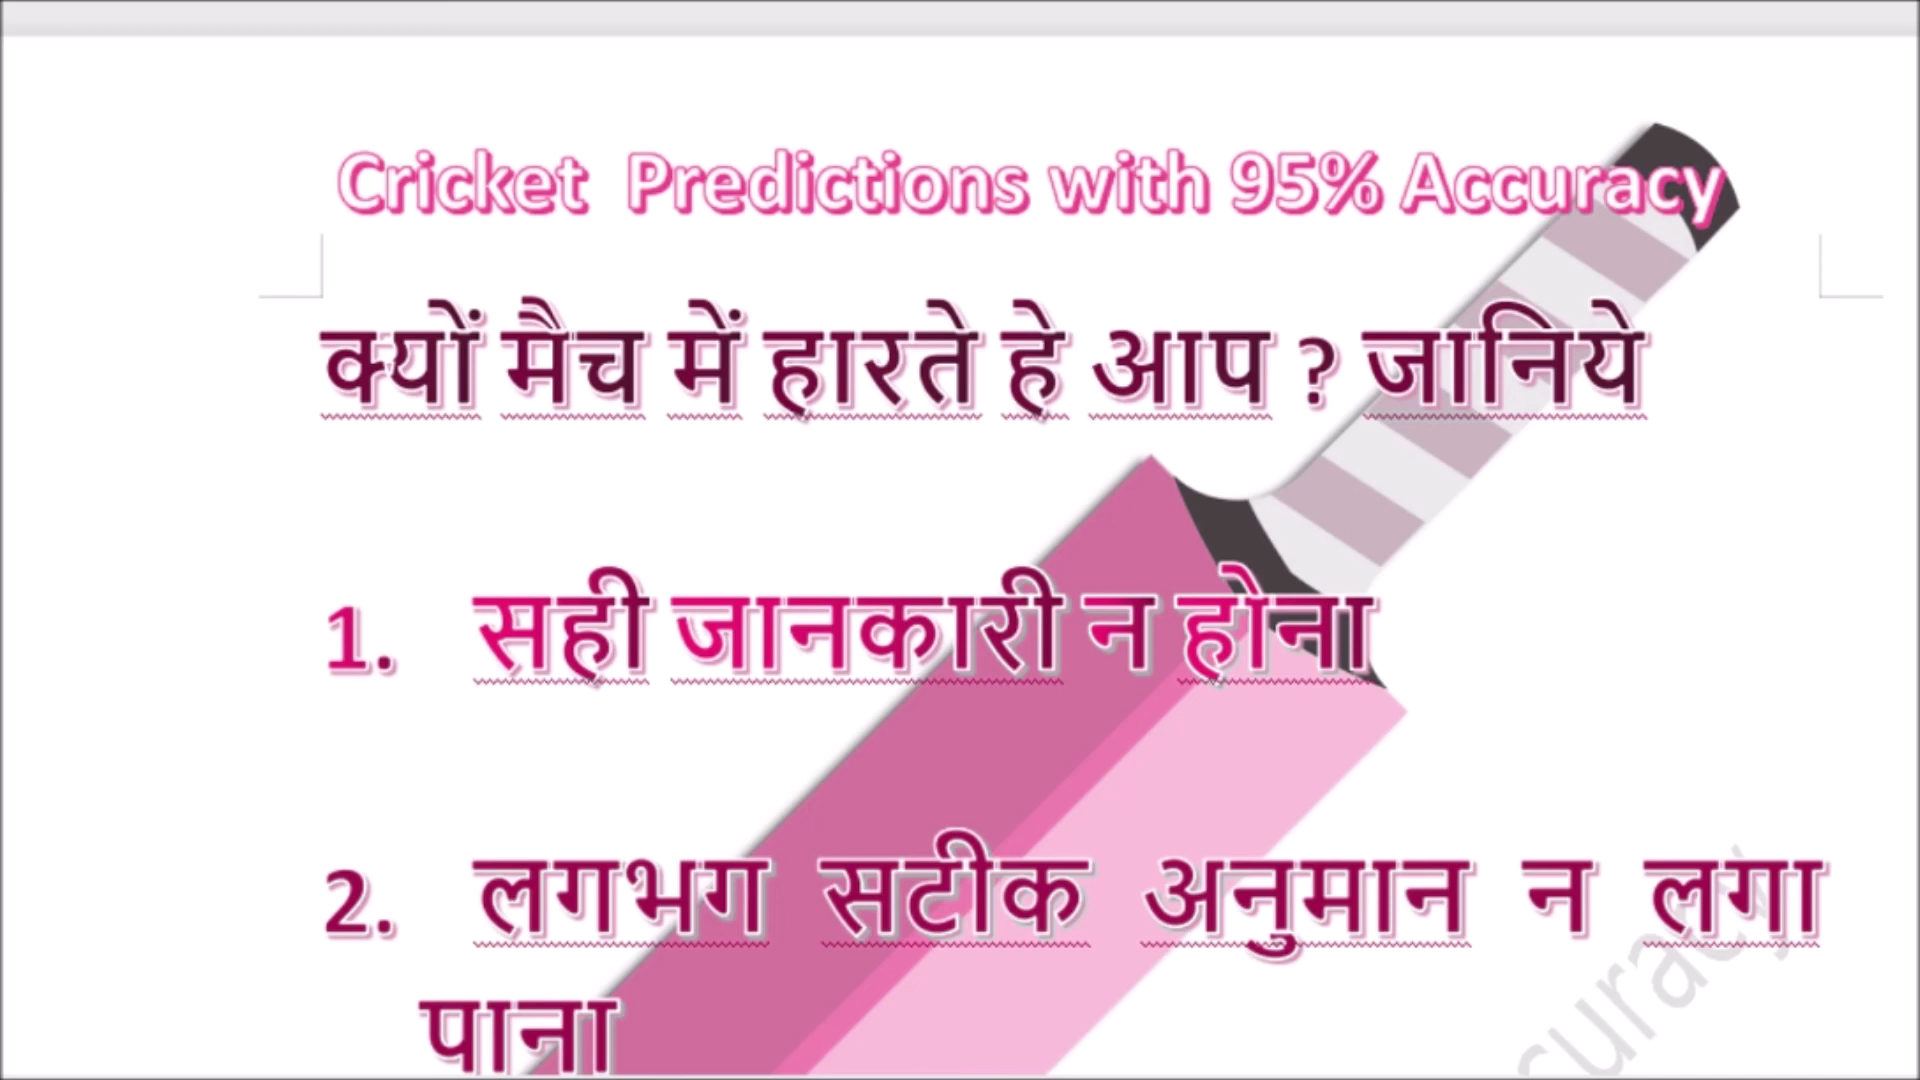 Cricket Predictions with 95% Accuracy
क्यों मैच में हारते हे आप ? जानिये
1. सही जानकारी न होना
2. लगभग सटीक अनुमान न लगा
पाना